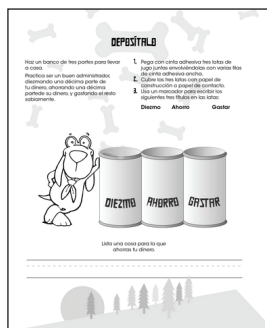 DEPOSÍTALO
Haz un banco de tres partes para llevar
a casa.
Practica ser un buen administrador,
diezmando una décima parte de
tu dinero, ahorrando una décima
partede su dinero, y gastando el resto
sabiamente.
1. Pega con cinta adhesiva tres latas de
jugo juntas envolviéndolas con varias filas
de cinta adhesiva ancha.
2. Cubre las tres latas con papel de
construcción o papel de contacto.
3. Usa un marcador para escribir los
siguientes tres títulos en las latas:
Diezmo Ahorro Gastar
DIEZMO AHORRO GASTAR
Lista una cosa para la que
ahorras tu dinero.